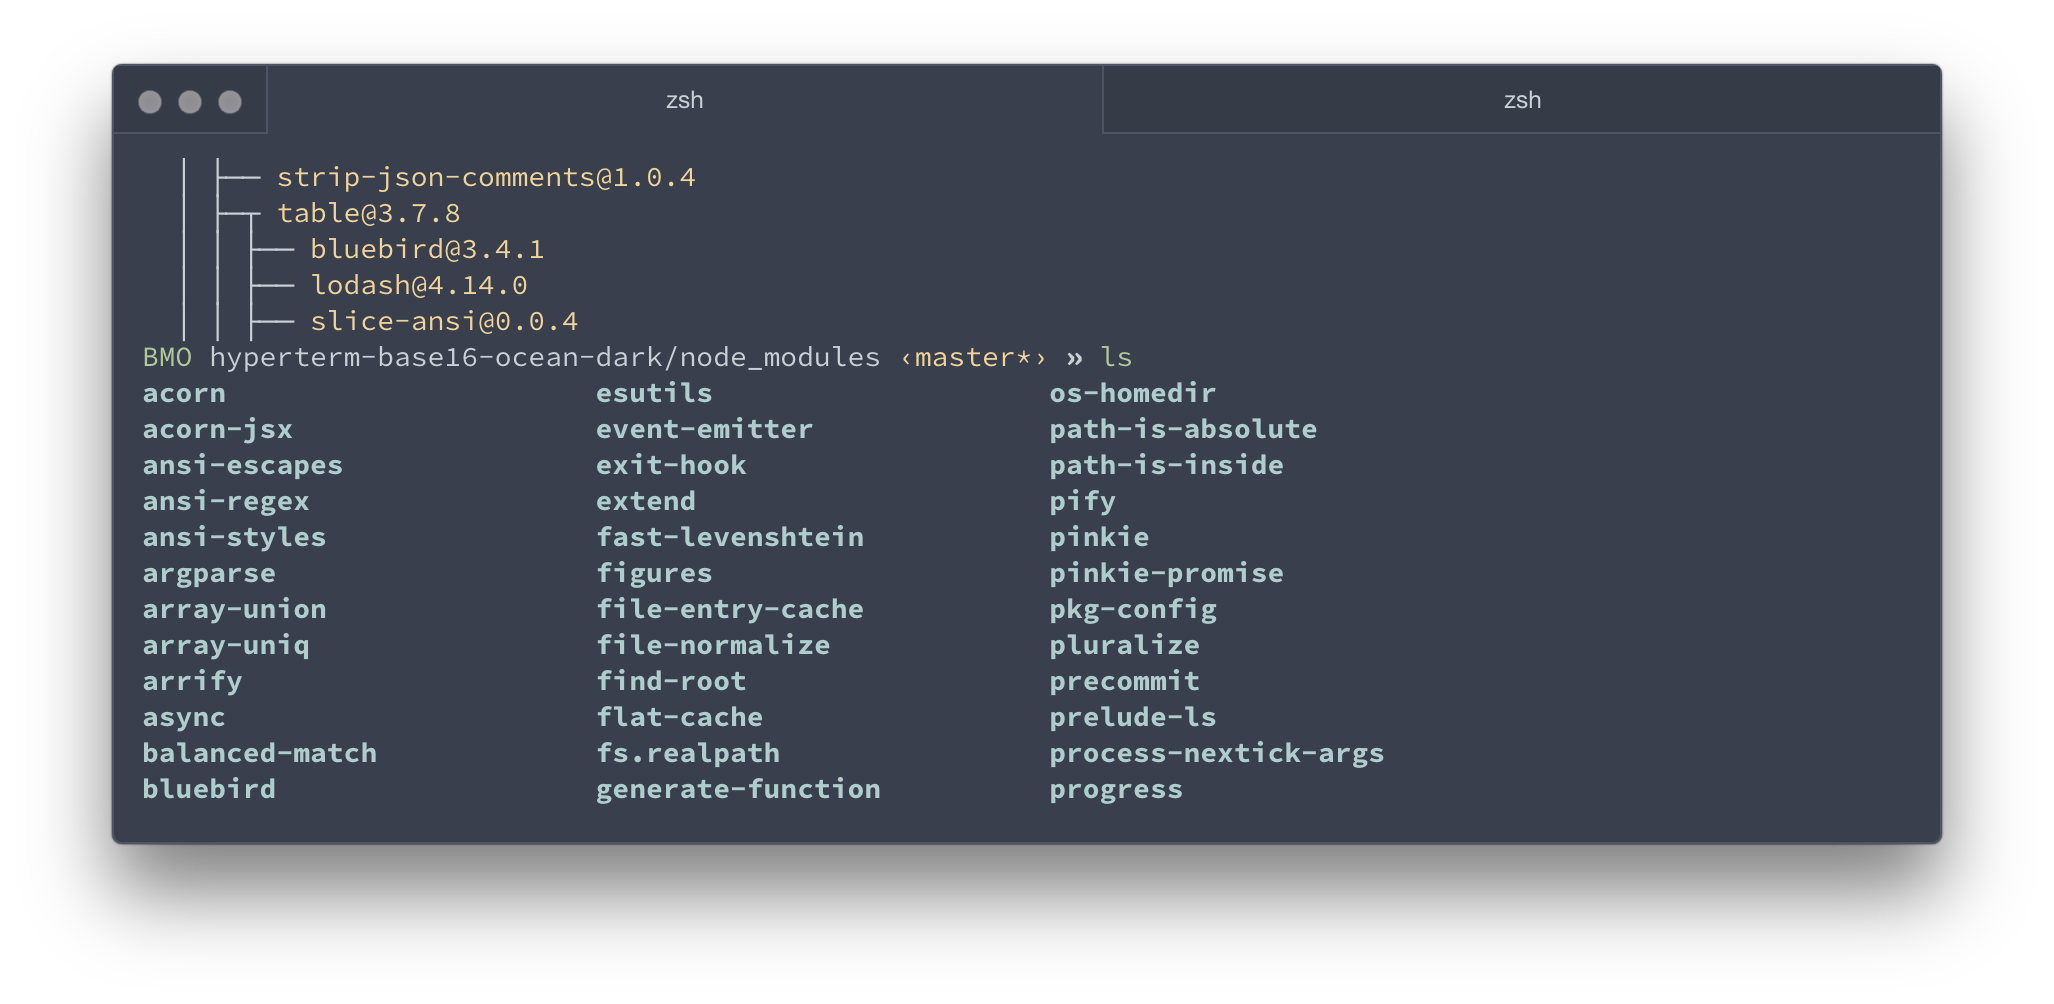 zsh zsh
│ ├── strip-json-comments@1.0.4
│ ├─┬ table@3.7.8
│ │ ├── bluebird@3.4.1
│ │ ├── lodash@4.14.0
│ │ ├── slice-ansi@0.0.4
BMO hyperterm-base16-ocean-dark/node_modules ‹master*› » ls
acorn esutils os-homedir
acorn-jsx event-emitter path-is-absolute
ansi-escapes exit-hook path-is-inside
ansi-regex extend pify
ansi-styles fast-levenshtein pinkie
argparse figures pinkie-promise
array-union file-entry-cache pkg-config
array-uniq file-normalize pluralize
arrify find-root precommit
async flat-cache prelude-ls
balanced-match fs.realpath process-nextick-args
bluebird generate-function progress